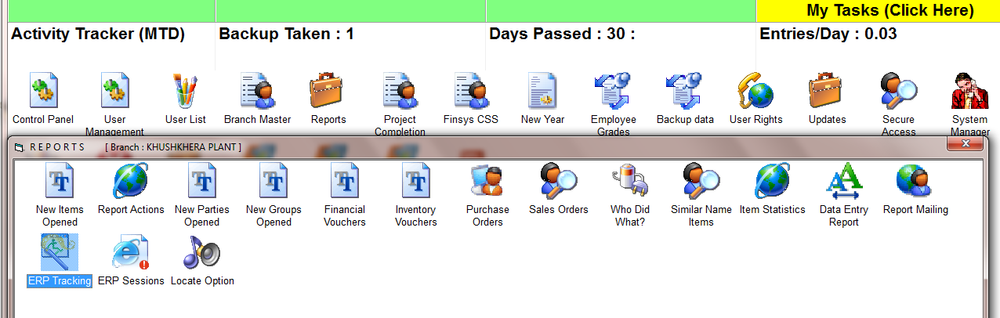 My Tasks (Click Here)
Activity Tracker (MTD) Backup Taken : 1 Days Passed : 30 : Entries/Day : 0.03
Control Panel User Management User List Branch Master Reports Project Completion Finsys CSS New Year Employee Grades Backup data User Rights Updates Secure Access System Manager
REPORTS [ Branch : KHUSHKHERA PLANT ]
New Items Opened Report Actions New Parties Opened New Groups Opened Financial Vouchers Inventory Vouchers Purchase Orders Sales Orders Who Did What? Similar Name Items Item Statistics Data Entry Report Report Mailing
ERP Tracking ERP Sessions Locate Option